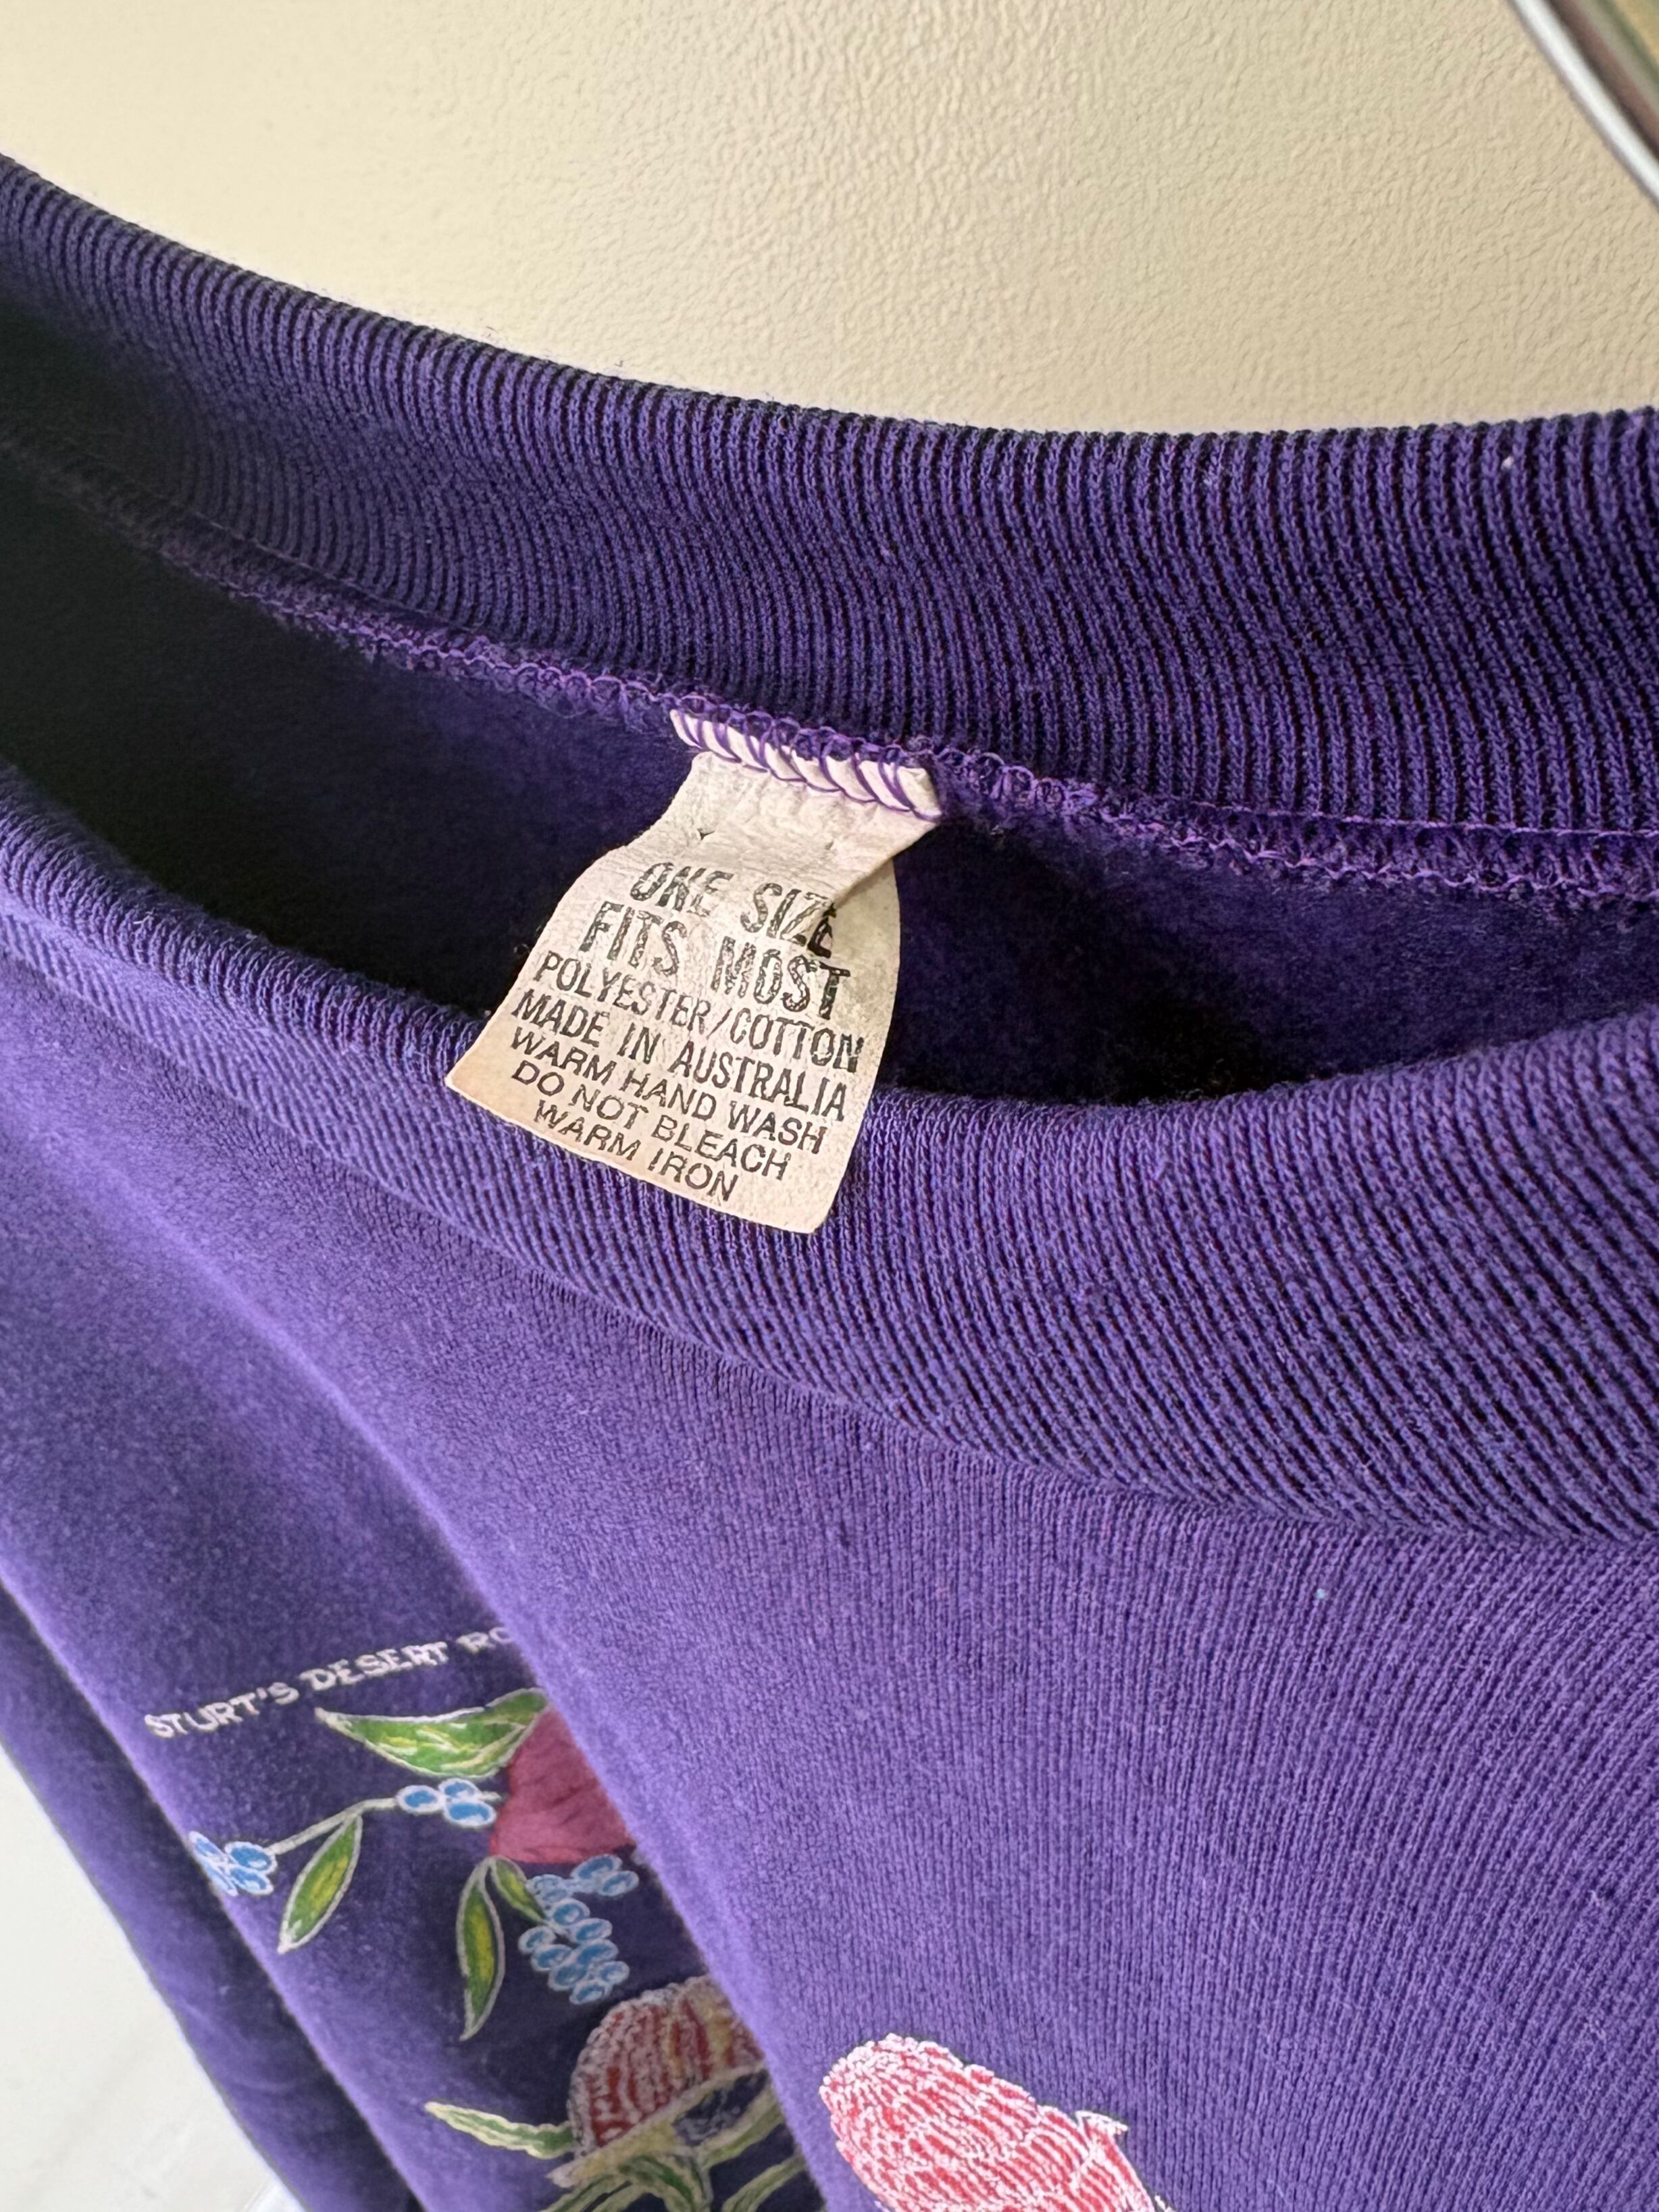 ONE SIZE
FITS MOST
POLYESTER/COTTON
MADE IN AUSTRALIA
WARM HAND WASH
DO NOT BLEACH
WARM IRON
STURT'S DESERT